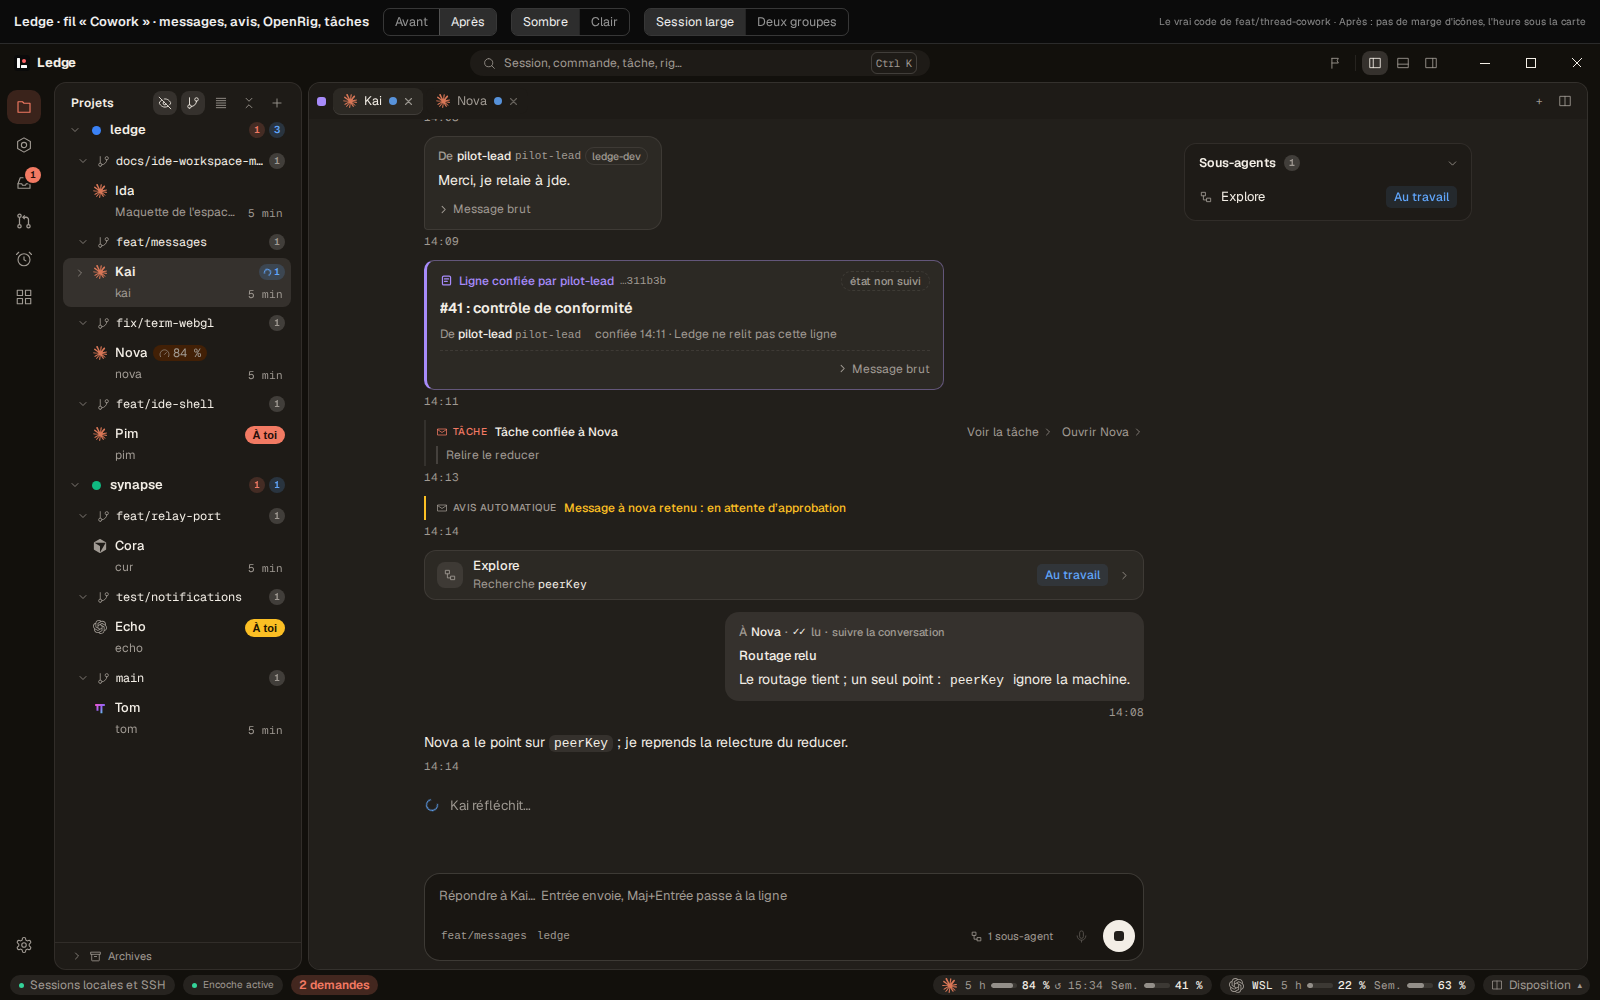 Ledge · fil « Cowork » · messages, avis, OpenRig, tâches
Avant Après
Sombre Clair
Session large Deux groupes
Le vrai code de feat/thread-cowork · Après : pas de marge d'icônes, l'heure sous la carte
Ledge
Session, commande, tâche, rig…
Ctrl K
Projets
ledge 1 3
docs/ide-workspace-m… 1
Ida
Maquette de l'espac… 5 min
feat/messages 1
Kai 1
kai 5 min
fix/term-webgl 1
Nova 84 %
nova 5 min
feat/ide-shell 1
Pim À toi
pim
synapse 1 1
feat/relay-port 1
Cora
cur 5 min
test/notifications 1
Echo À toi
echo
main 1
Tom
tom 5 min
Archives
1
Kai
Nova
De pilot-lead pilot-lead ledge-dev
Merci, je relaie à jde.
Message brut
14:09
Ligne confiée par pilot-lead …311b3b état non suivi
#41 : contrôle de conformité
De pilot-lead pilot-lead confiée 14:11 · Ledge ne relit pas cette ligne
Message brut
14:11
TÂCHE Tâche confiée à Nova Voir la tâche Ouvrir Nova
Relire le reducer
14:13
AVIS AUTOMATIQUE Message à nova retenu : en attente d'approbation
14:14
Explore
Recherche peerKey
Au travail
À Nova · ✓✓ lu · suivre la conversation
Routage relu
Le routage tient ; un seul point : peerKey ignore la machine.
14:08
Nova a le point sur peerKey ; je reprends la relecture du reducer.
14:14
Kai réfléchit…
Répondre à Kai… Entrée envoie, Maj+Entrée passe à la ligne
feat/messages ledge
1 sous-agent
Sous-agents 1
Explore Au travail
Sessions locales et SSH
Encoche active
2 demandes
5 h 84 % ↺ 15:34 Sem. 41 %
WSL 5 h 22 % Sem. 63 %
Disposition